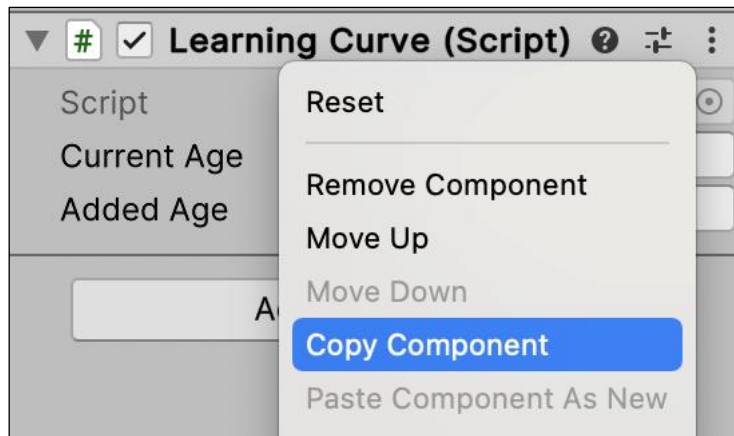 # Learning Curve (Script)
Script
Current Age
Added Age
A
Reset
Remove Component
Move Up
Move Down
Copy Component
Paste Component As New